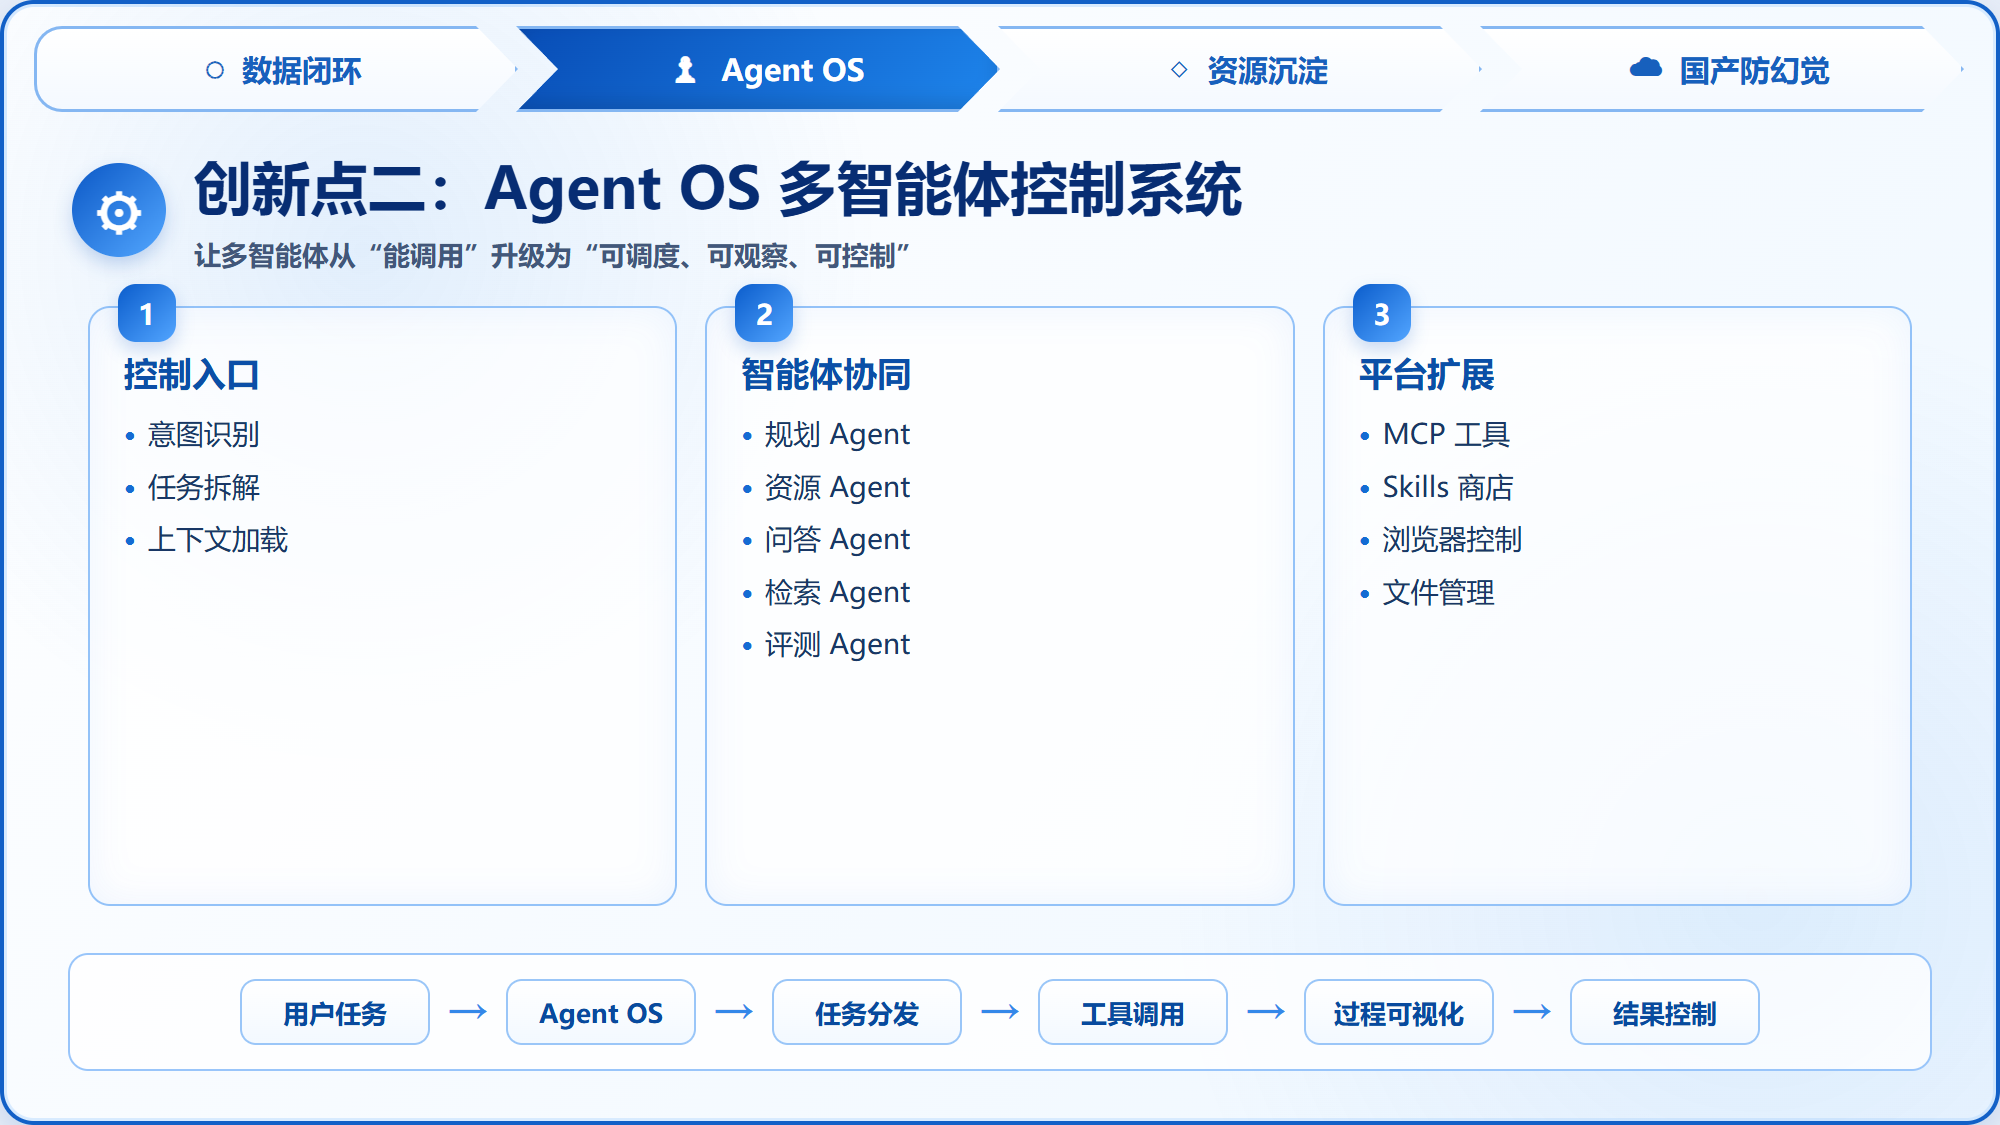 数据闭环
Agent OS
资源沉淀
国产防幻觉
创新点二：Agent OS 多智能体控制系统
让多智能体从“能调用”升级为“可调度、可观察、可控制”
1
控制入口
• 意图识别
• 任务拆解
• 上下文加载
2
智能体协同
• 规划 Agent
• 资源 Agent
• 问答 Agent
• 检索 Agent
• 评测 Agent
3
平台扩展
• MCP 工具
• Skills 商店
• 浏览器控制
• 文件管理
用户任务 → Agent OS → 任务分发 → 工具调用 → 过程可视化 → 结果控制